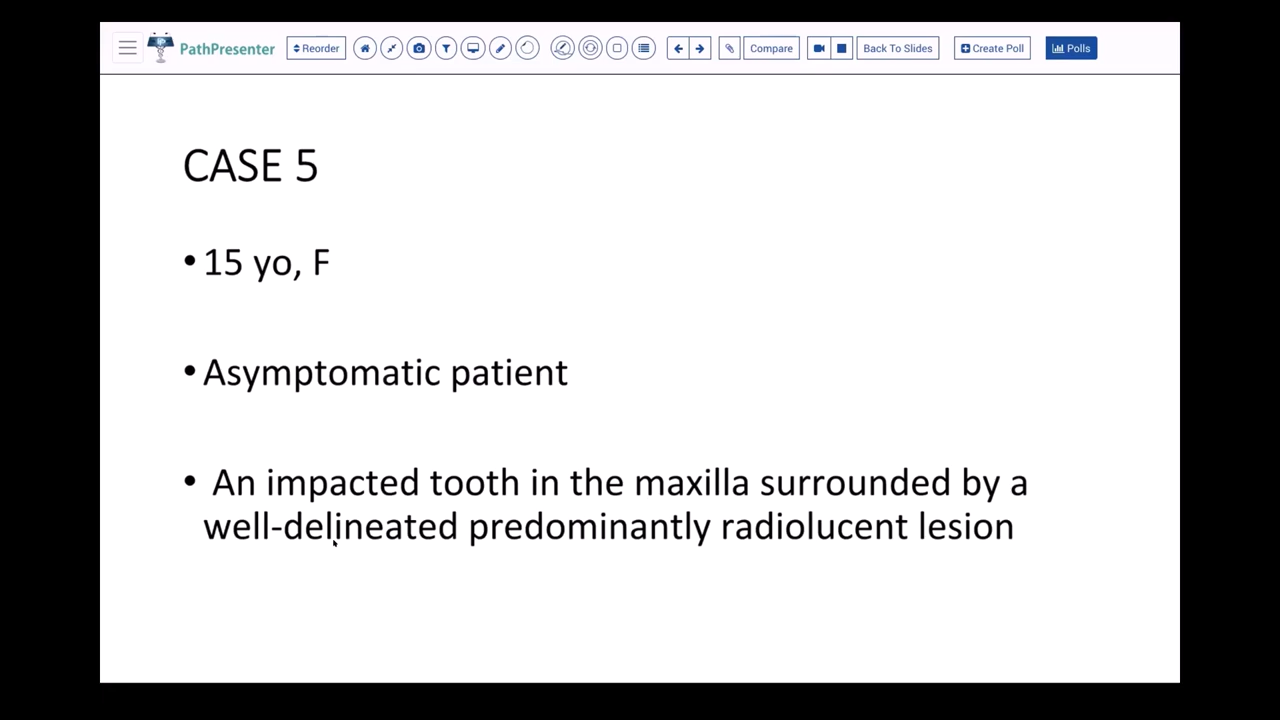 PathPresenter Reorder Compare Back To Slides Create Poll Polls
CASE 5
• 15 yo, F
• Asymptomatic patient
• An impacted tooth in the maxilla surrounded by a
well-delineated predominantly radiolucent lesion